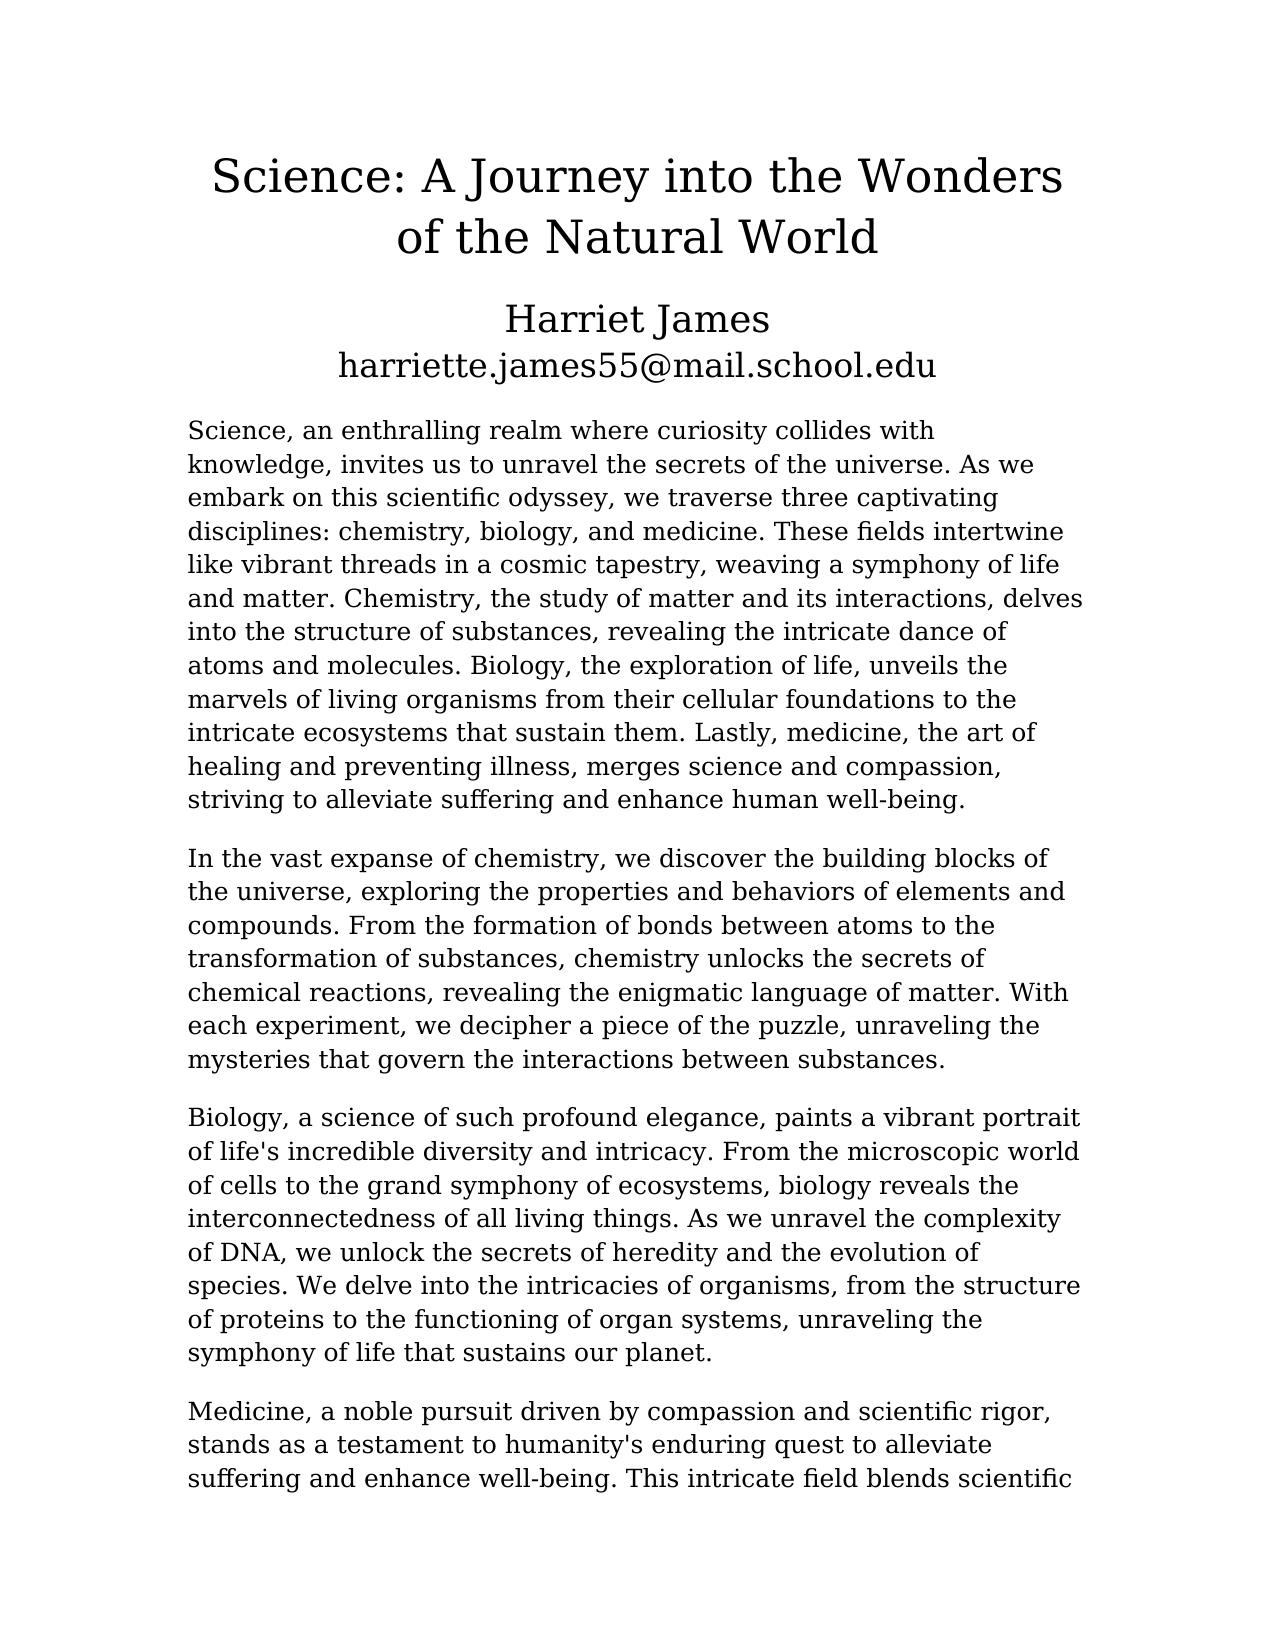 Science: A Journey into the Wonders
of the Natural World
Harriet James
harriette.james55@mail.school.edu
Science, an enthralling realm where curiosity collides with
knowledge, invites us to unravel the secrets of the universe. As we
embark on this scientific odyssey, we traverse three captivating
disciplines: chemistry, biology, and medicine. These fields intertwine
like vibrant threads in a cosmic tapestry, weaving a symphony of life
and matter. Chemistry, the study of matter and its interactions, delves
into the structure of substances, revealing the intricate dance of
atoms and molecules. Biology, the exploration of life, unveils the
marvels of living organisms from their cellular foundations to the
intricate ecosystems that sustain them. Lastly, medicine, the art of
healing and preventing illness, merges science and compassion,
striving to alleviate suffering and enhance human well-being.
In the vast expanse of chemistry, we discover the building blocks of
the universe, exploring the properties and behaviors of elements and
compounds. From the formation of bonds between atoms to the
transformation of substances, chemistry unlocks the secrets of
chemical reactions, revealing the enigmatic language of matter. With
each experiment, we decipher a piece of the puzzle, unraveling the
mysteries that govern the interactions between substances.
Biology, a science of such profound elegance, paints a vibrant portrait
of life's incredible diversity and intricacy. From the microscopic world
of cells to the grand symphony of ecosystems, biology reveals the
interconnectedness of all living things. As we unravel the complexity
of DNA, we unlock the secrets of heredity and the evolution of
species. We delve into the intricacies of organisms, from the structure
of proteins to the functioning of organ systems, unraveling the
symphony of life that sustains our planet.
Medicine, a noble pursuit driven by compassion and scientific rigor,
stands as a testament to humanity's enduring quest to alleviate
suffering and enhance well-being. This intricate field blends scientific